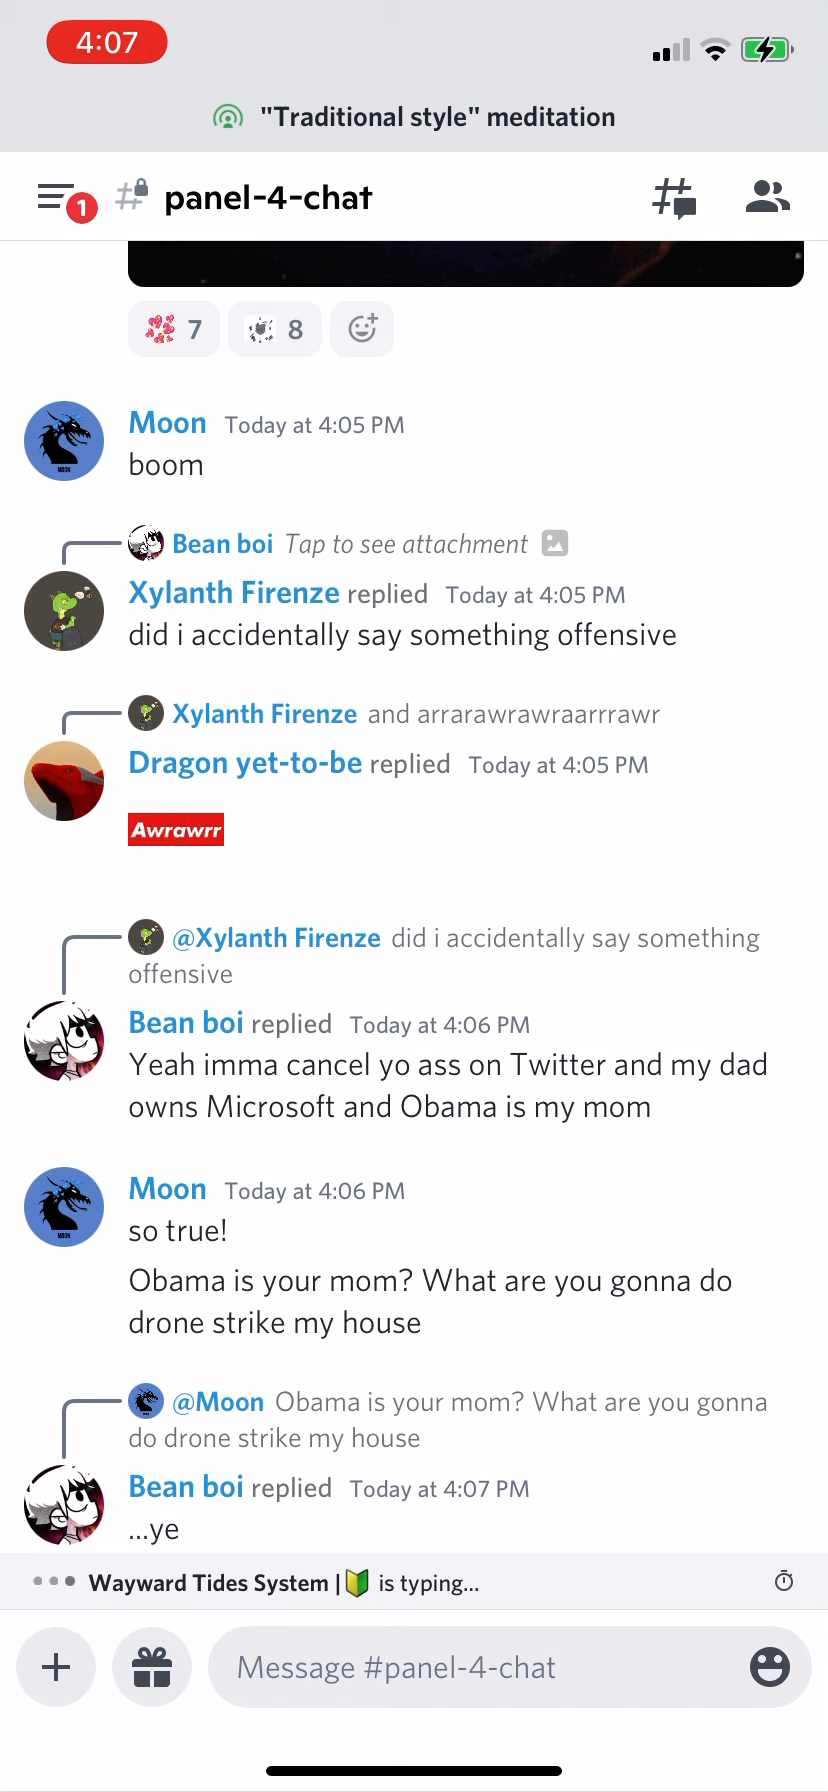 4:07
"Traditional style" meditation
1
# panel-4-chat
7 8
Moon Today at 4:05 PM
boom
Bean boi Tap to see attachment
Xylanth Firenze replied Today at 4:05 PM
did i accidentally say something offensive
Xylanth Firenze and arrarawrawraarrrawr
Dragon yet-to-be replied Today at 4:05 PM
Awrawrr
@Xylanth Firenze did i accidentally say something
offensive
Bean boi replied Today at 4:06 PM
Yeah imma cancel yo ass on Twitter and my dad
owns Microsoft and Obama is my mom
Moon Today at 4:06 PM
MOON
so true!
Obama is your mom? What are you gonna do
drone strike my house
@Moon Obama is your mom? What are you gonna
do drone strike my house
Bean boi replied Today at 4:07 PM
...ye
Wayward Tides System |🔰 is typing...
Message #panel-4-chat